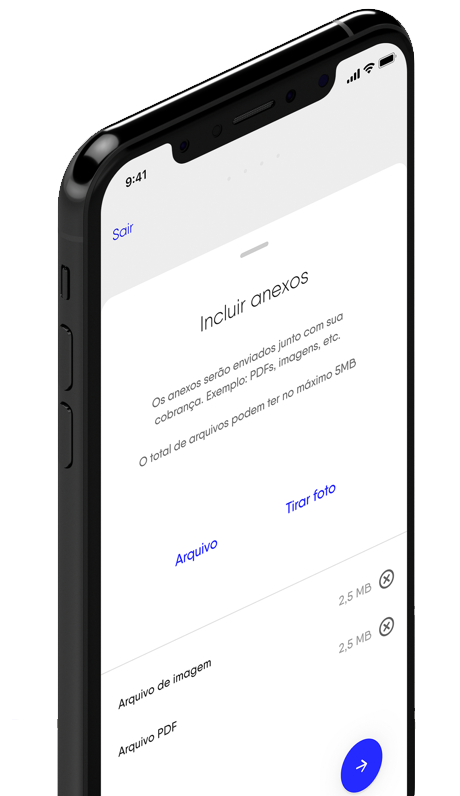 9:41
Sair
Incluir anexos
Os anexos serão enviados junto com sua
cobrança. Exemplo: PDFs, imagens, etc.
O total de arquivos podem ter no máximo 5MB
Arquivo
Tirar foto
Arquivo de imagem
2,5 MB
Arquivo PDF
2,5 MB